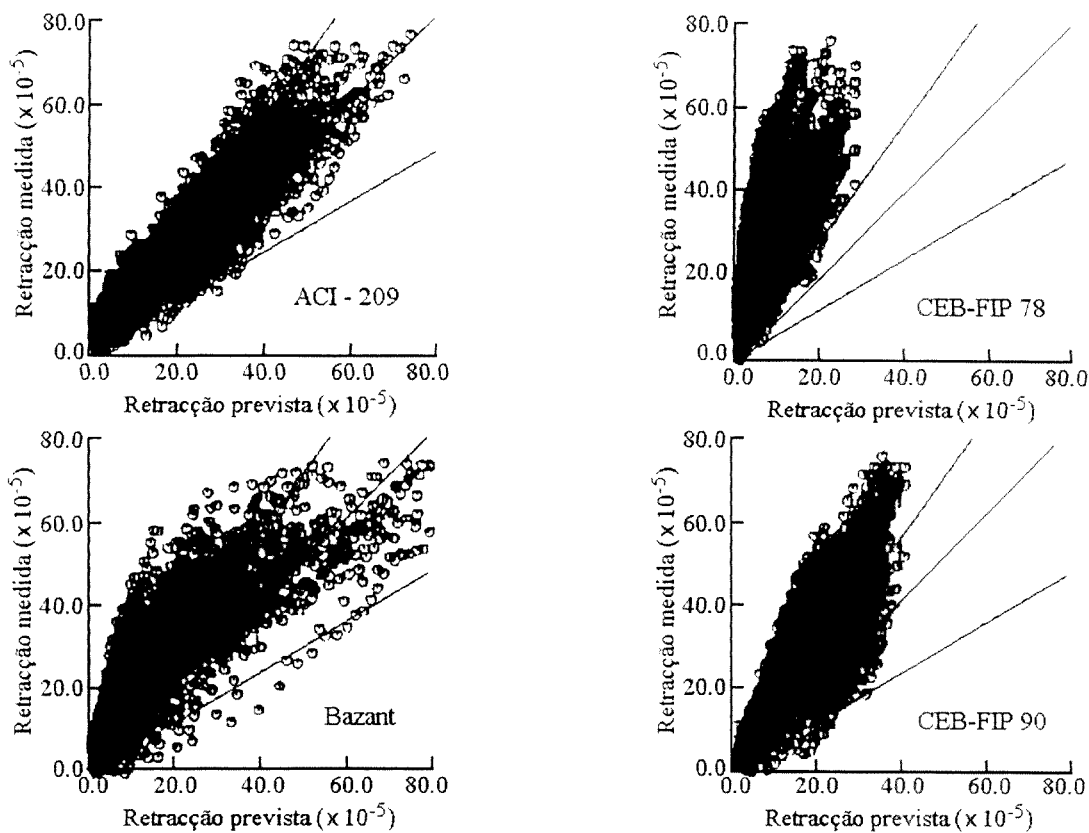 80.0
60.0
40.0
20.0
0.0
Retracção medida (x 10-5)
ACI - 209
0.0 20.0 40.0 60.0 80.0
Retracção prevista (x 10-5)
80.0
60.0
40.0
20.0
0.0
Retracção medida (x 10-5)
CEB-FIP 78
0.0 20.0 40.0 60.0 80.0
Retracção prevista (x 10-5)
80.0
60.0
40.0
20.0
0.0
Retracção medida (x 10-5)
Bazant
0.0 20.0 40.0 60.0 80.0
Retracção prevista (x 10-5)
80.0
60.0
40.0
20.0
0.0
Retracção medida (x 10-5)
CEB-FIP 90
0.0 20.0 40.0 60.0 80.0
Retracção prevista (x 10-5)